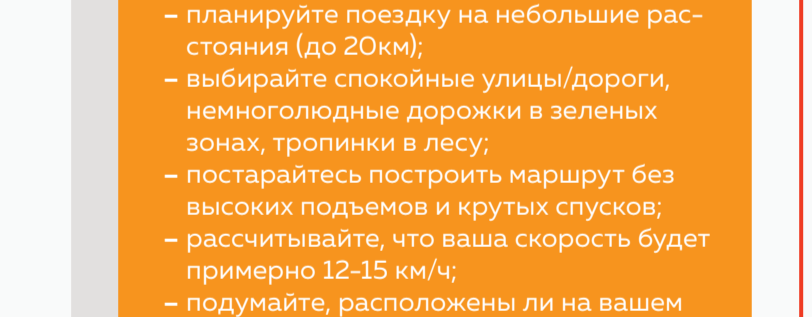 – планируйте поездку на небольшие рас-
стояния (до 20км);
– выбирайте спокойные улицы/дороги,
немноголюдные дорожки в зеленых
зонах, тропинки в лесу;
– постарайтесь построить маршрут без
высоких подъемов и крутых спусков;
– рассчитывайте, что ваша скорость будет
примерно 12-15 км/ч;
– подумайте, расположены ли на вашем